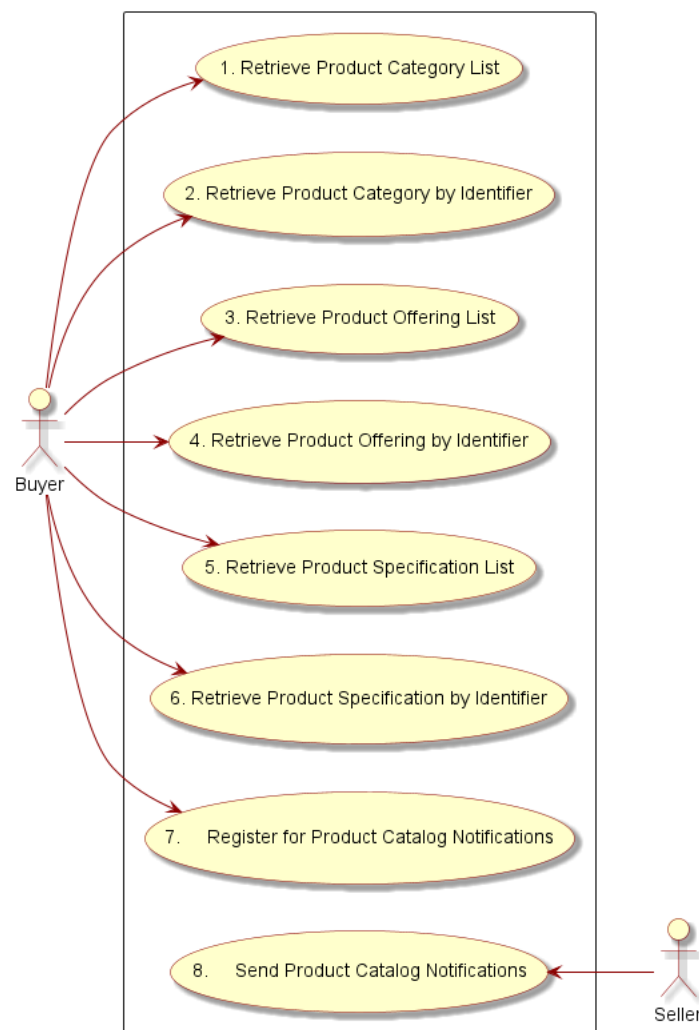 1. Retrieve Product Category List
2. Retrieve Product Category by Identifier
3. Retrieve Product Offering List
4. Retrieve Product Offering by Identifier
Buyer
5. Retrieve Product Specification List
6. Retrieve Product Specification by Identifier
7. Register for Product Catalog Notifications
8. Send Product Catalog Notifications
Seller